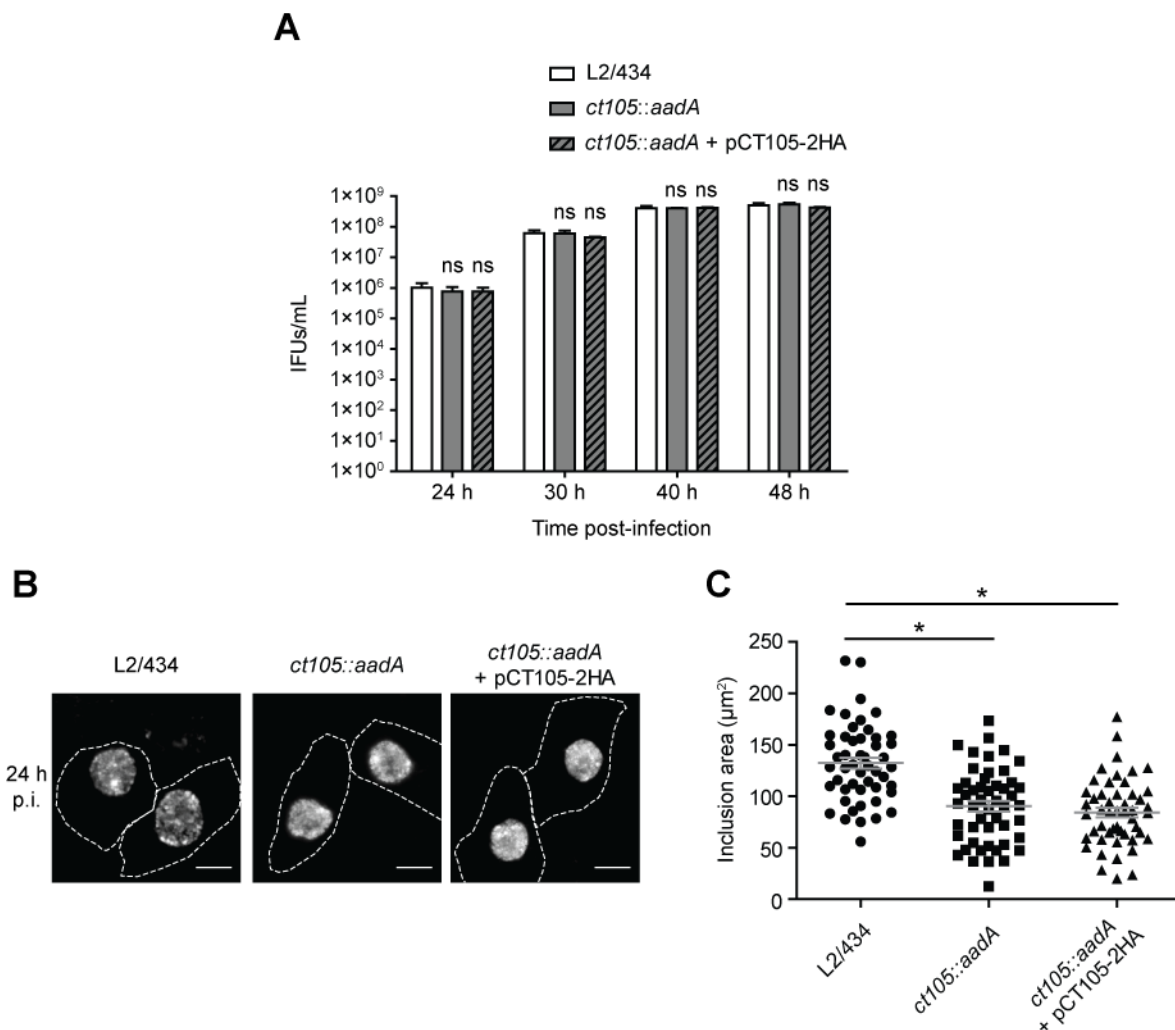 A
L2/434
ct105::aadA
ct105::aadA + pCT105-2HA
ns ns ns ns ns ns ns ns
1×10⁹
1×10⁸
1×10⁷
1×10⁶
1×10⁵
1×10⁴
1×10³
1×10²
1×10¹
1×10⁰
IFUs/mL
24 h 30 h 40 h 48 h
Time post-infection
B
L2/434
ct105::aadA
ct105::aadA
+ pCT105-2HA
24 h
p.i.
C
*
*
250
200
150
100
50
0
Inclusion area (µm²)
L2/434
ct105::aadA
ct105::aadA
+ pCT105-2HA